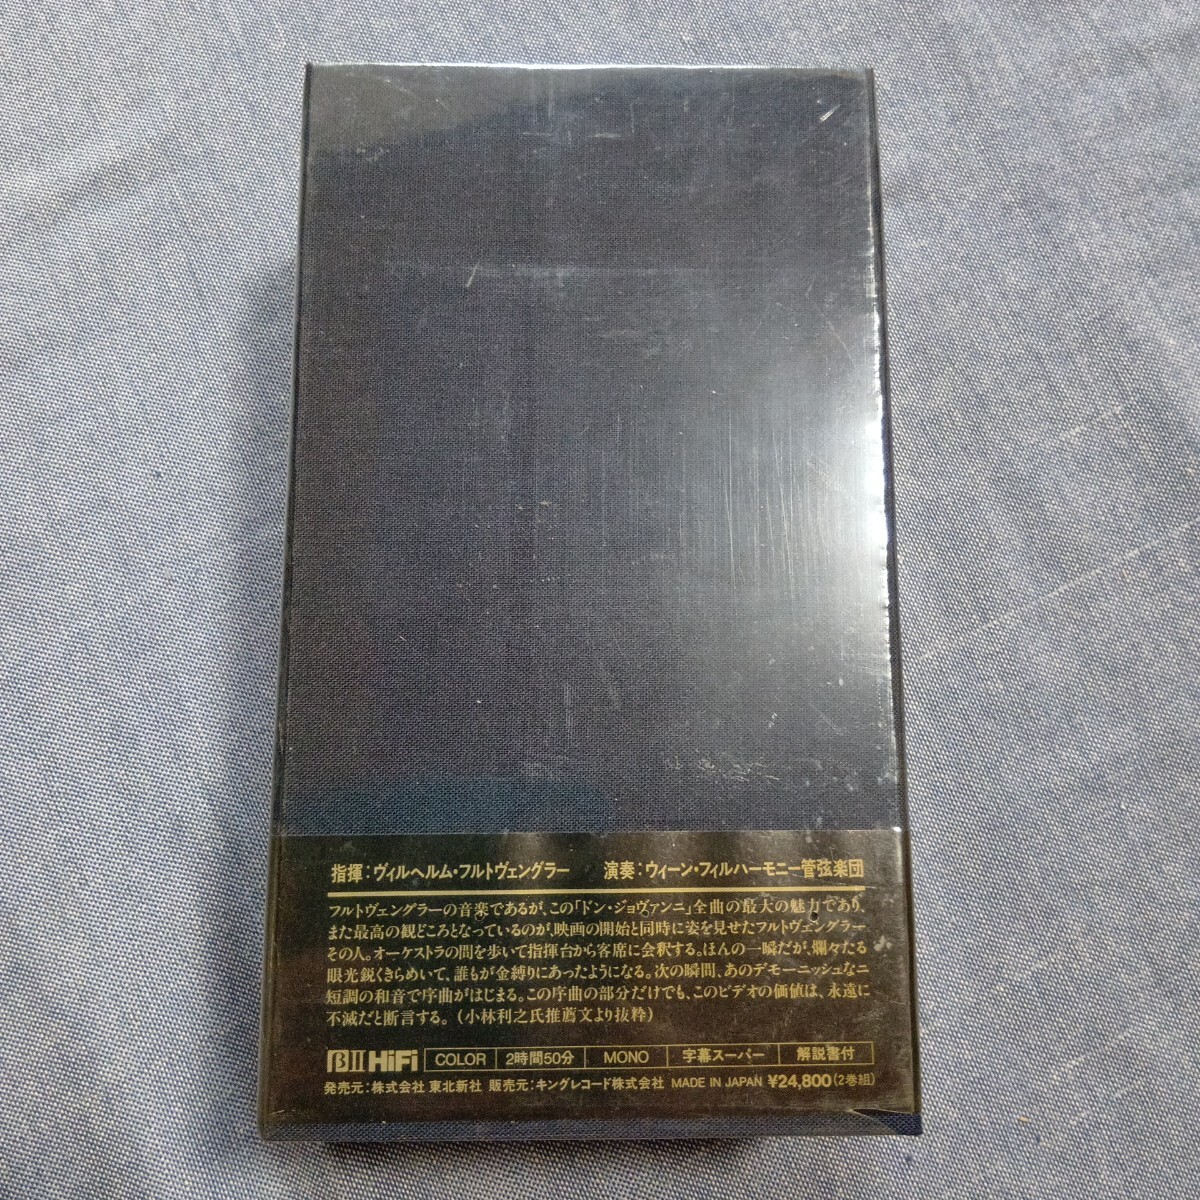 指揮：ヴィルヘルム・フルトヴェングラー　演奏：ウィーン・フィルハーモニー管弦楽団
フルトヴェングラーの音楽であるが、この「ドン・ジョヴァンニ」全曲の最大の魅力であり、
また最高の観どころとなっているのが、映画の開始と同時に姿を見せたフルトヴェングラー
その人。オーケストラの間を歩いて指揮台から客席に会釈する。ほんの一瞬だが、爛々たる
眼光鋭くきらめいて、誰もが金縛りにあったようになる。次の瞬間、あのデモーニッシュなニ
短調の和音で序曲がはじまる。この序曲の部分だけでも、このビデオの価値は、永遠に
不滅だと断言する。（小林利之氏推薦文より抜粋）
βII HiFi COLOR 2時間50分 MONO 字幕スーパー 解説書付
発売元：株式会社 東北新社 販売元：キングレコード株式会社 MADE IN JAPAN ¥24,800（2巻組）